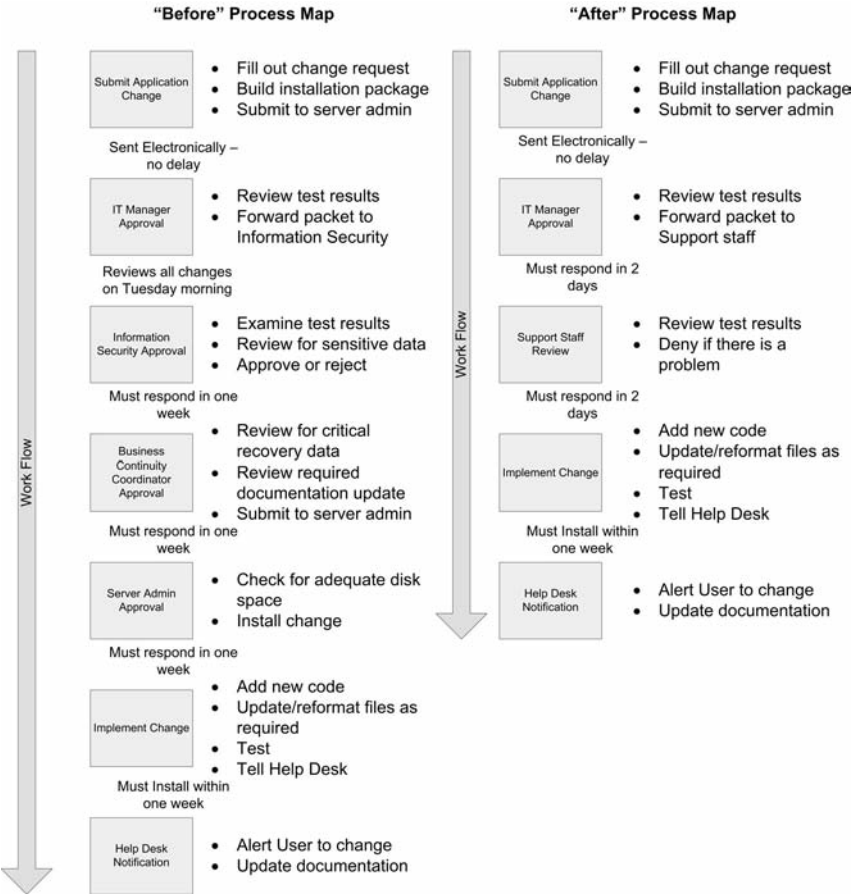 “Before” Process Map
Work Flow
Submit Application
Change
• Fill out change request
• Build installation package
• Submit to server admin
Sent Electronically –
no delay
IT Manager
Approval
• Review test results
• Forward packet to
Information Security
Reviews all changes
on Tuesday morning
Information
Security Approval
• Examine test results
• Review for sensitive data
• Approve or reject
Must respond in one
week
Business
Continuity
Coordinator
Approval
• Review for critical
recovery data
• Review required
documentation update
• Submit to server admin
Must respond in one
week
Server Admin
Approval
• Check for adequate disk
space
• Install change
Must respond in one
week
Implement Change
• Add new code
• Update/reformat files as
required
• Test
• Tell Help Desk
Must Install within
one week
Help Desk
Notification
• Alert User to change
• Update documentation
“After” Process Map
Work Flow
Submit Application
Change
• Fill out change request
• Build installation package
• Submit to server admin
Sent Electronically –
no delay
IT Manager
Approval
• Review test results
• Forward packet to
Support staff
Must respond in 2
days
Support Staff
Review
• Review test results
• Deny if there is a
problem
Must respond in 2
days
Implement Change
• Add new code
• Update/reformat files as
required
• Test
• Tell Help Desk
Must Install within
one week
Help Desk
Notification
• Alert User to change
• Update documentation